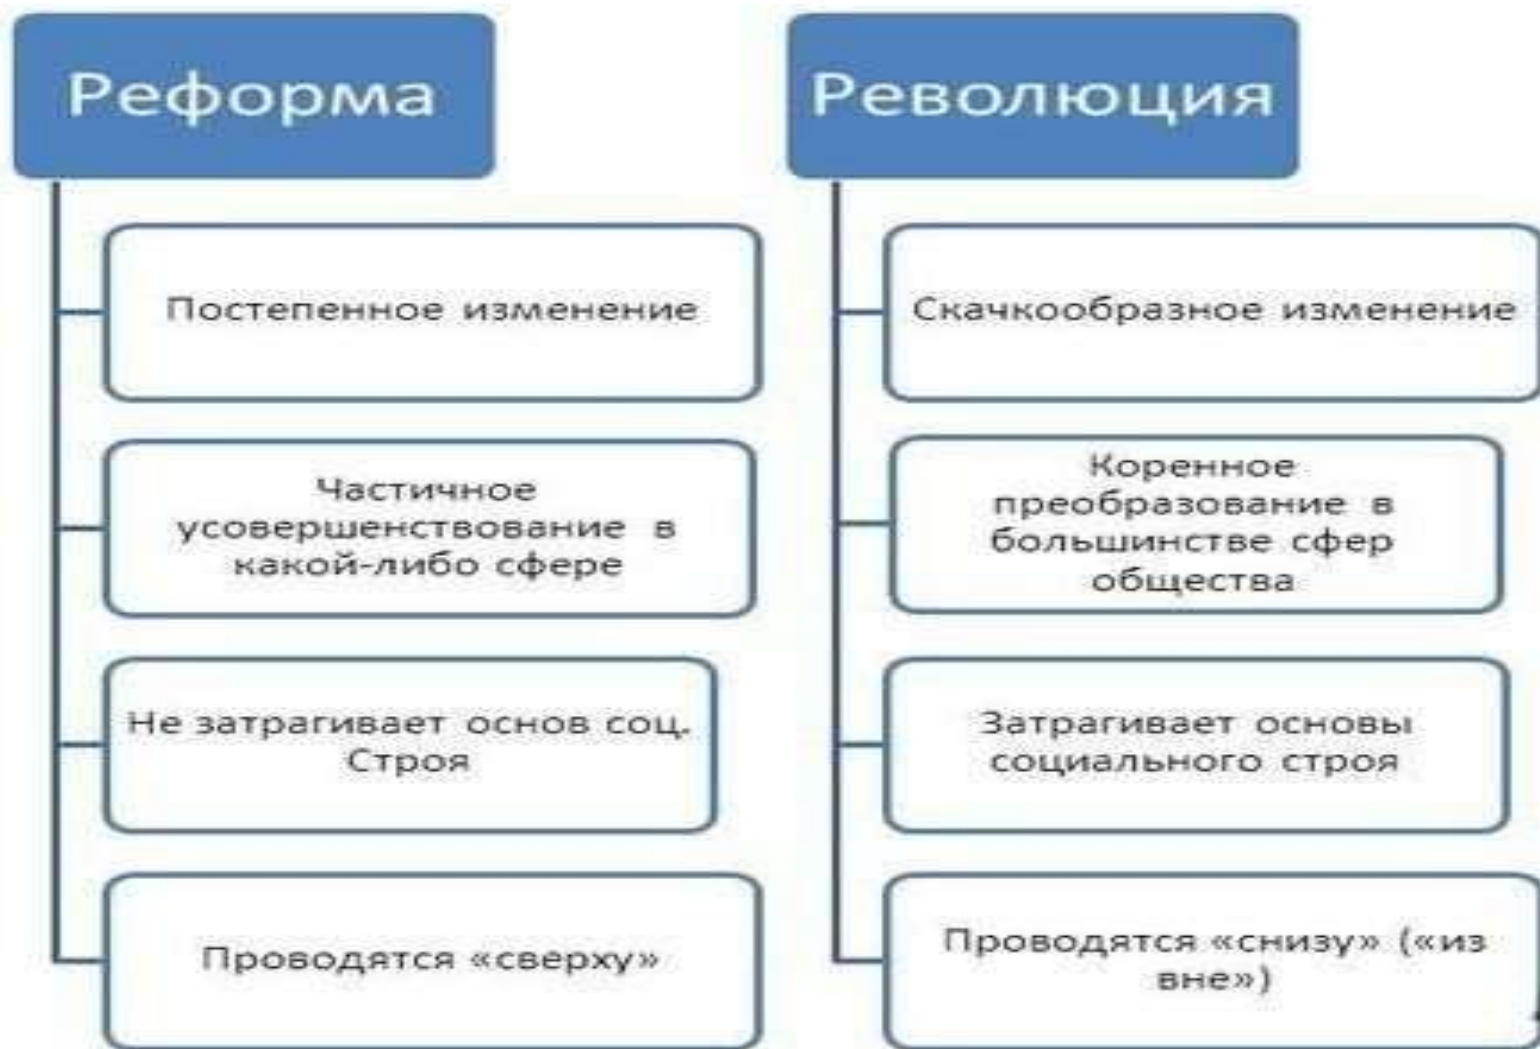 Реформа
Постепенное изменение
Частичное
усовершенствование в
какой-либо сфере
Не затрагивает основ соц.
Строя
Проводятся «сверху»
Революция
Скачкообразное изменение
Коренное
преобразование в
большинстве сфер
общества
Затрагивает основы
социального строя
Проводятся «снизу» («из
вне»)